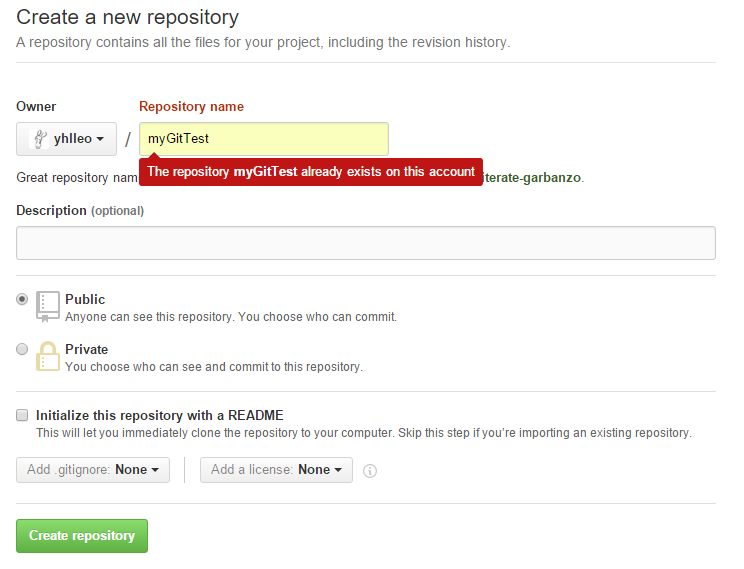 Create a new repository
A repository contains all the files for your project, including the revision history.
Owner
Repository name
yhlleo / myGitTest
The repository myGitTest already exists on this account
Great repository nam iterate-garbanzo.
Description (optional)
Public
Anyone can see this repository. You choose who can commit.
Private
You choose who can see and commit to this repository.
Initialize this repository with a README
This will let you immediately clone the repository to your computer. Skip this step if you're importing an existing repository.
Add .gitignore: None
Add a license: None
Create repository